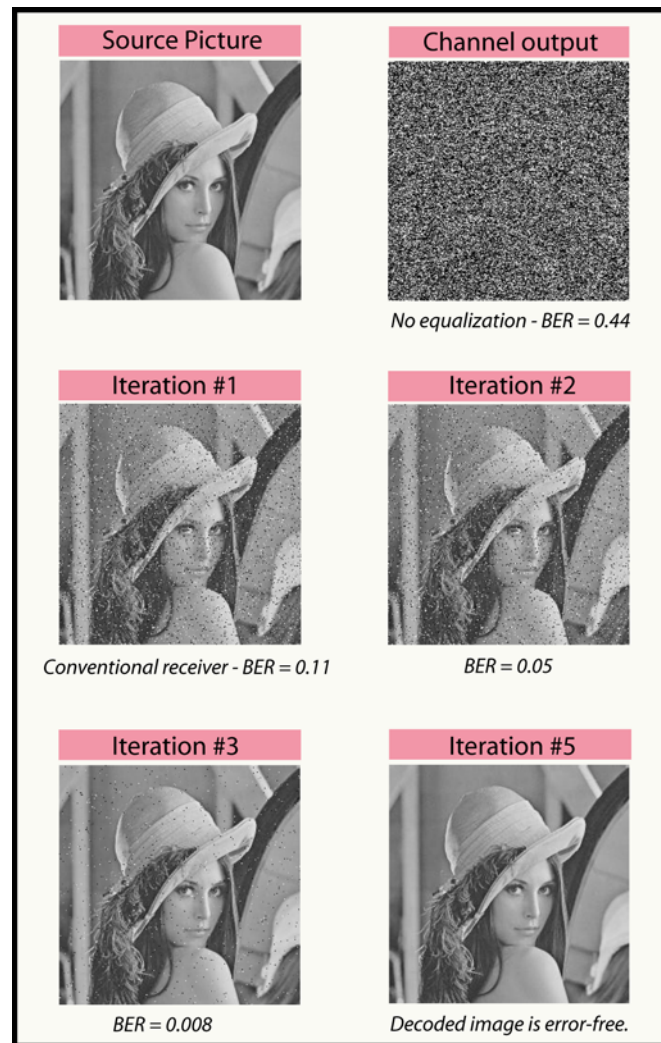 Source Picture
Channel output
No equalization - BER = 0.44
Iteration #1
Iteration #2
Conventional receiver - BER = 0.11
BER = 0.05
Iteration #3
Iteration #5
BER = 0.008
Decoded image is error-free.